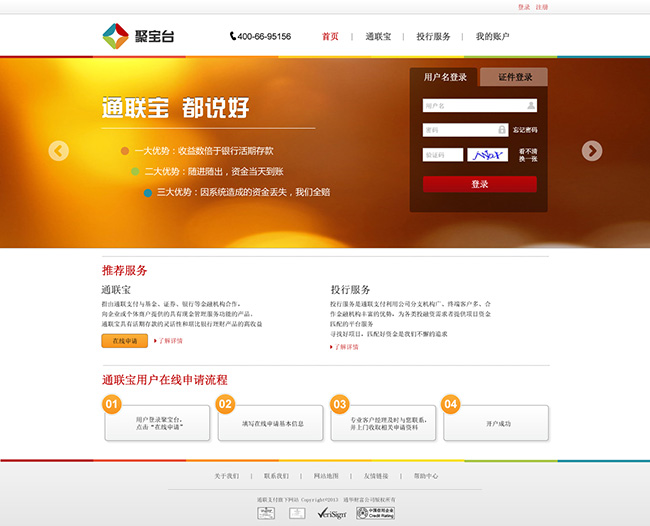 登录 注册
聚宝台
400-66-95156
首页 | 通联宝 | 投行服务 | 我的账户
通联宝 都说好
一大优势：收益数倍于银行活期存款
二大优势：随进随出，资金当天到账
三大优势：因系统造成的资金丢失，我们全赔
用户名登录
证件登录
用户名
密码
忘记密码
验证码
看不清
换一张
登录
推荐服务
通联宝
指由通联支付与基金、证券、银行等金融机构合作，
向企业或个体商户提供的具有现金管理服务功能的产品。
通联宝具有活期存款的灵活性和堪比银行理财产品的高收益
在线申请
了解详情
投行服务
投行服务是通联支付利用公司分支机构广、终端客户多、合
作金融机构丰富的优势，为各类投融资需求者提供项目资金
匹配的平台服务
寻找好项目，匹配好资金是我们不懈的追求
了解详情
通联宝用户在线申请流程
01
用户登录聚宝台，
点击“在线申请”
02
填写在线申请基本信息
03
专业客户经理及时与您联系，
并上门收取相关申请资料
04
开户成功
关于我们 | 联系我们 | 网站地图 | 友情链接 | 帮助中心
通联支付旗下网站 Copyright©2013 通华财富公司版权所有
VeriSign
中国信用企业
Credit Rating